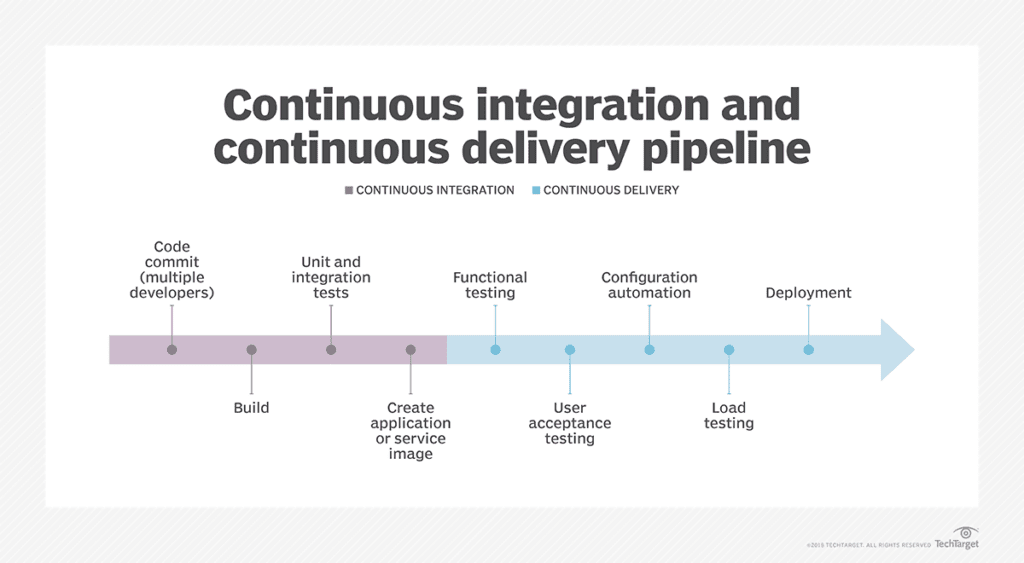 Continuous integration and
continuous delivery pipeline
CONTINUOUS INTEGRATION CONTINUOUS DELIVERY
Code
commit
(multiple
developers)
Unit and
integration
tests
Functional
testing
Configuration
automation
Deployment
Build
Create
application
or service
image
User
acceptance
testing
Load
testing
TECHTARGET. ALL RIGHTS RESERVED TechTarget